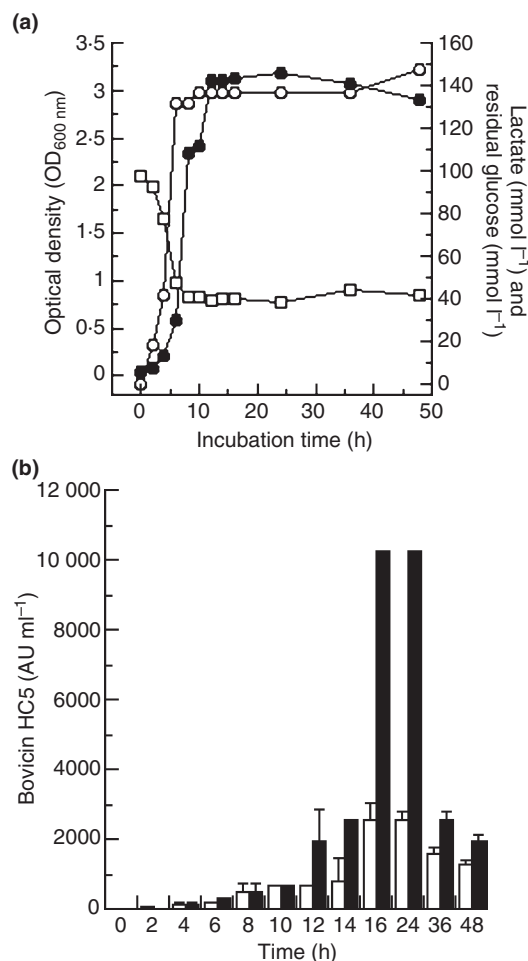 (a)
3·5
3
2·5
2
1·5
1
0·5
0
Optical density (OD600 nm)
160
140
120
100
80
60
40
20
0
Lactate (mmol l–1) and
residual glucose (mmol l–1)
0 10 20 30 40 50
Incubation time (h)
(b)
12 000
10 000
8000
6000
4000
2000
0
Bovicin HC5 (AU ml–1)
0 2 4 6 8 10 12 14 16 24 36 48
Time (h)